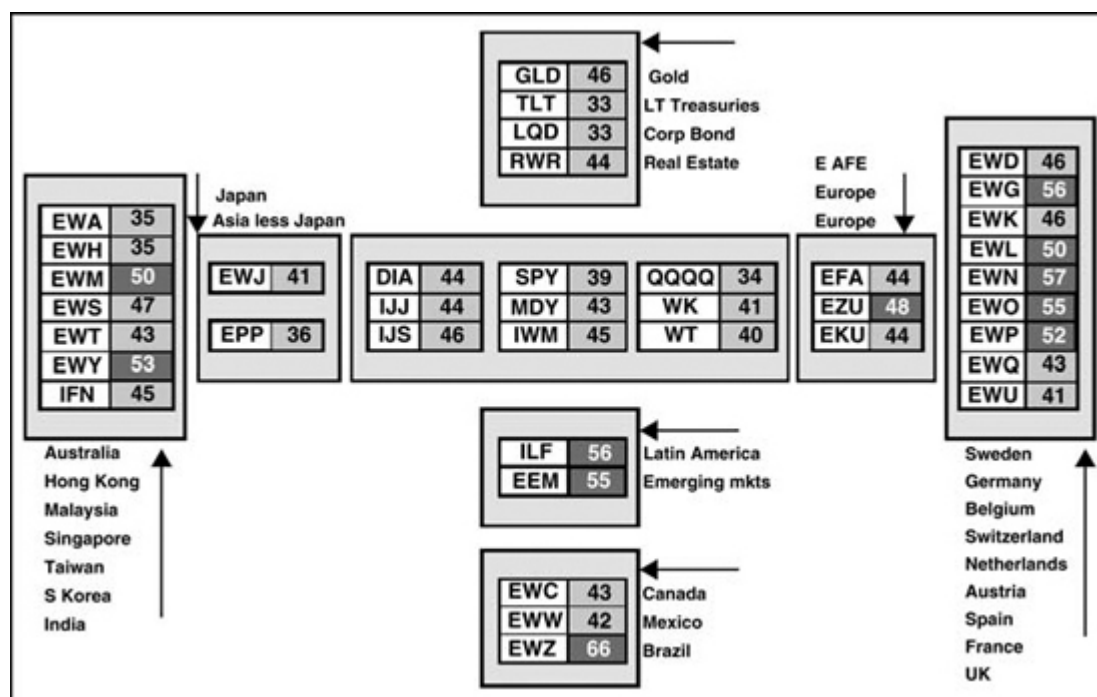 GLD 46 Gold
TLT 33 LT Treasuries
LQD 33 Corp Bond
RWR 44 Real Estate
Japan
Asia less Japan
EWA 35
EWH 35
EWM 50
EWS 47
EWT 43
EWY 53
IFN 45
Australia
Hong Kong
Malaysia
Singapore
Taiwan
S Korea
India
EWJ 41
EPP 36
DIA 44 SPY 39 QQQQ 34
IJJ 44 MDY 43 WK 41
IJS 46 IWM 45 WT 40
E AFE
Europe
Europe
EFA 44
EZU 48
EKU 44
EWD 46
EWG 56
EWK 46
EWL 50
EWN 57
EWO 55
EWP 52
EWQ 43
EWU 41
Sweden
Germany
Belgium
Switzerland
Netherlands
Austria
Spain
France
UK
ILF 56 Latin America
EEM 55 Emerging mkts
EWC 43 Canada
EWW 42 Mexico
EWZ 66 Brazil